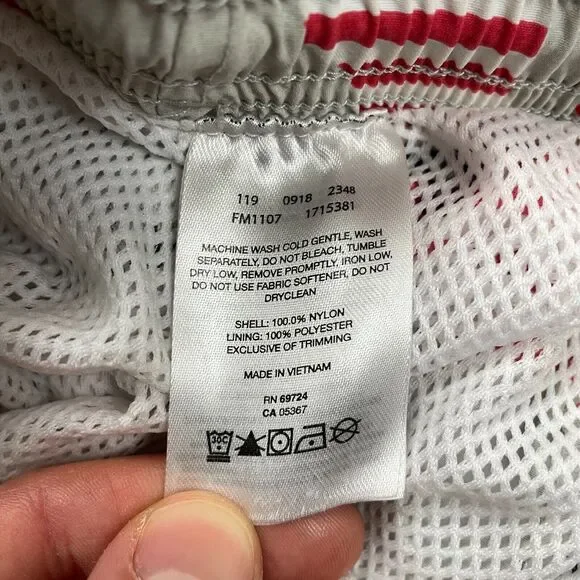 119 0918 2348
FM1107 1715381
MACHINE WASH COLD GENTLE, WASH
SEPARATELY, DO NOT BLEACH, TUMBLE
DRY LOW, REMOVE PROMPTLY, IRON LOW,
DO NOT USE FABRIC SOFTENER, DO NOT
DRYCLEAN
SHELL: 100.0% NYLON
LINING: 100% POLYESTER
EXCLUSIVE OF TRIMMING
MADE IN VIETNAM
RN 69724
CA 05367
30C